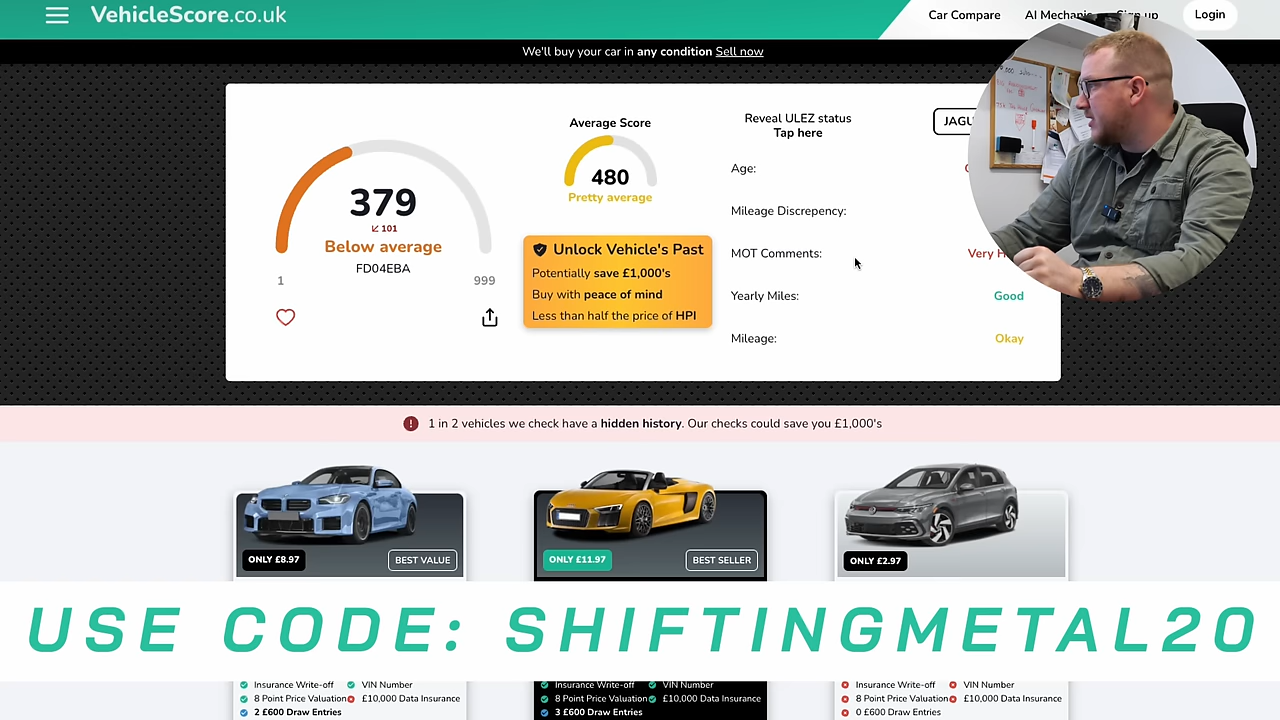 VehicleScore.co.uk
Car Compare
AI Mechanic
Sign up
Login
We'll buy your car in any condition Sell now
379
101
Below average
FD04EBA
1
999
Average Score
480
Pretty average
Unlock Vehicle's Past
Potentially save £1,000's
Buy with peace of mind
Less than half the price of HPI
Reveal ULEZ status
Tap here
Age:
Mileage Discrepency:
MOT Comments:
Very H
Yearly Miles:
Good
Mileage:
Okay
JAGU
1 in 2 vehicles we check have a hidden history. Our checks could save you £1,000's
ONLY £8.97
BEST VALUE
ONLY £11.97
BEST SELLER
ONLY £2.97
USE CODE: SHIFTINGMETAL20
Insurance Write-off
VIN Number
8 Point Price Valuation
£10,000 Data Insurance
2 £600 Draw Entries
Insurance Write-off
VIN Number
8 Point Price Valuation
£10,000 Data Insurance
3 £600 Draw Entries
Insurance Write-off
VIN Number
8 Point Price Valuation
£10,000 Data Insurance
0 £600 Draw Entries